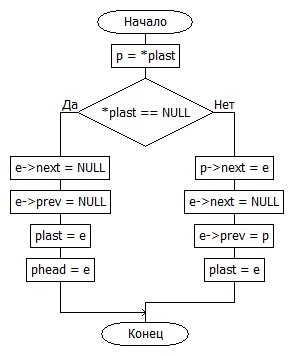 Начало
p = *plast
Да
*plast == NULL
Нет
e->next = NULL
p->next = e
e->prev = NULL
e->next = NULL
plast = e
e->prev = p
phead = e
plast = e
Конец